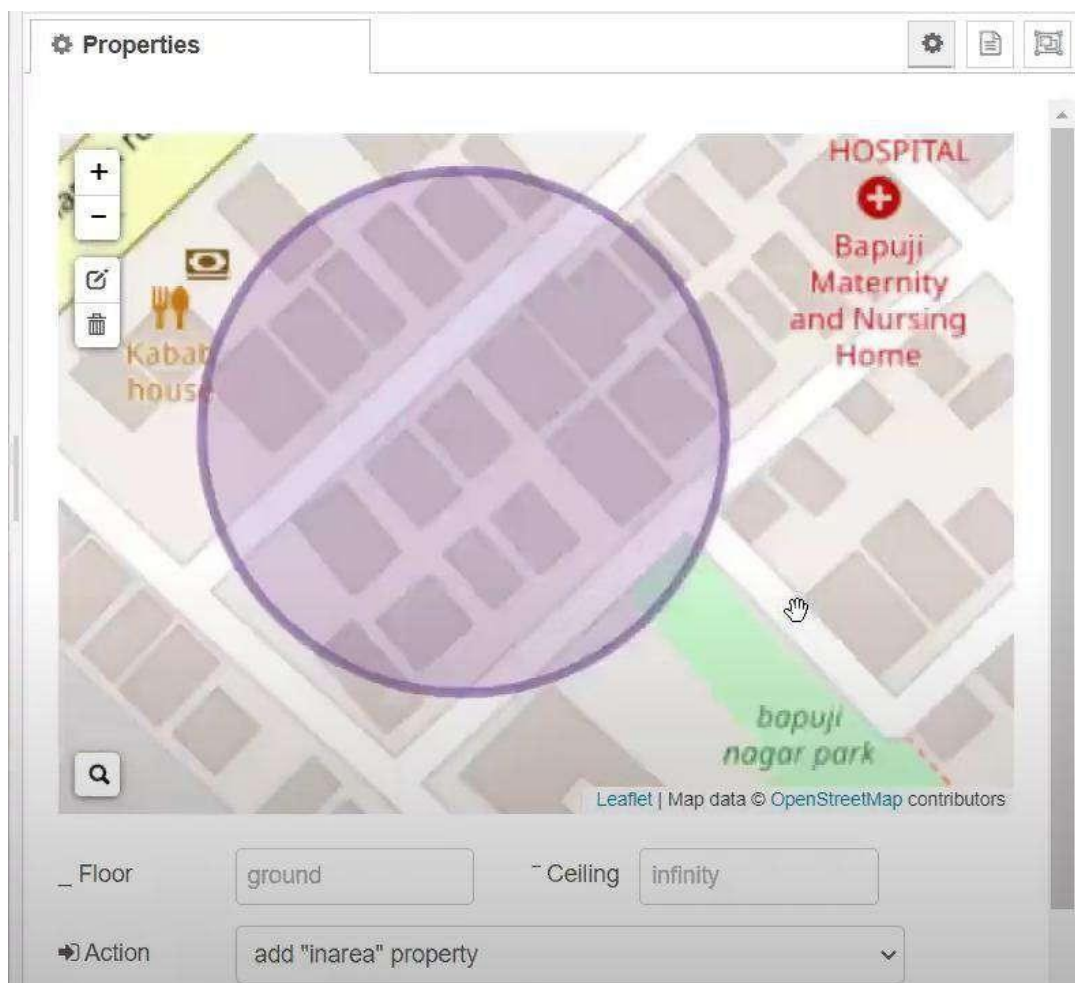 Properties
+
−
HOSPITAL
Bapuji
Maternity
and Nursing
Home
Kabab
house
bapuji
nagar park
Leaflet | Map data © OpenStreetMap contributors
Floor
ground
Ceiling
infinity
Action
add "inarea" property